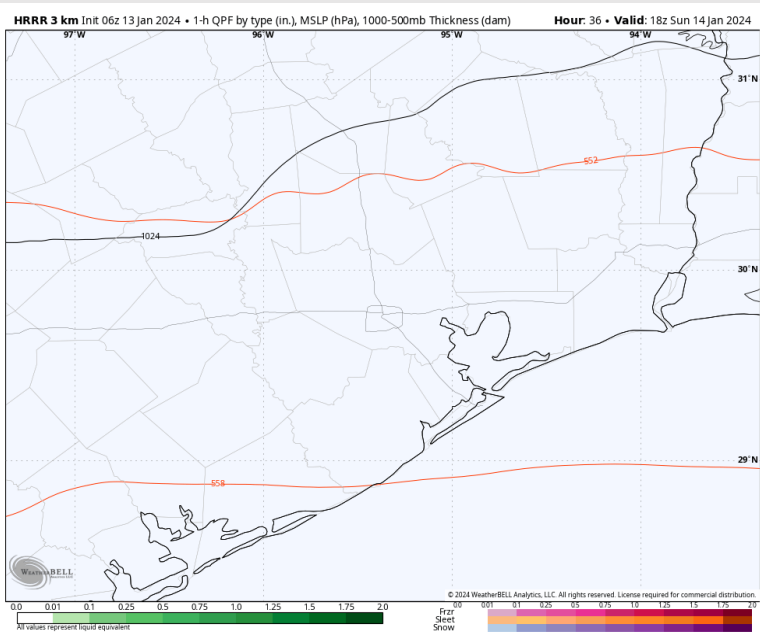 HRRR 3 km Init 06z 13 Jan 2024 • 1-h QPF by type (in.), MSLP (hPa), 1000-500mb Thickness (dam) Hour: 36 • Valid: 18z Sun 14 Jan 2024
97°W 96°W 95°W 94°W
31°N
552
1024
30°N
29°N
558
WEATHERBELL
© 2024 WeatherBELL Analytics, LLC. All rights reserved. License required for commercial distribution.
0.0 0.01 0.1 0.25 0.5 0.75 1.0 1.25 1.5 1.75 2.0 0.0 0.01 0.1 0.25 0.5 0.75 1.0 1.25 1.5 1.75 2.0
Frzr
Sleet
All values represent liquid equivalent Snow